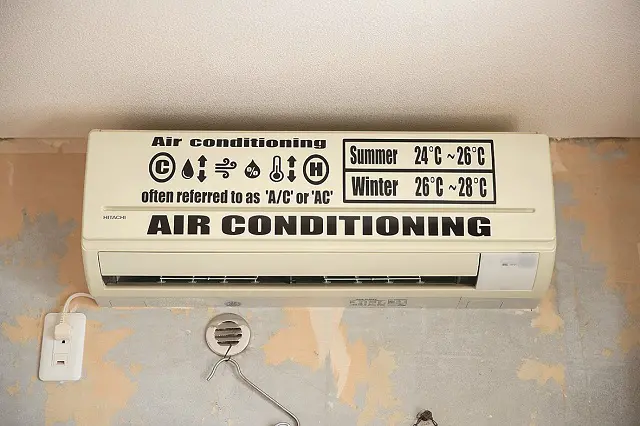 Air conditioning
C H
often referred to as 'A/C' or 'AC'
Summer 24°C ~26°C
Winter 26°C ~28°C
HITACHI
AIR CONDITIONING